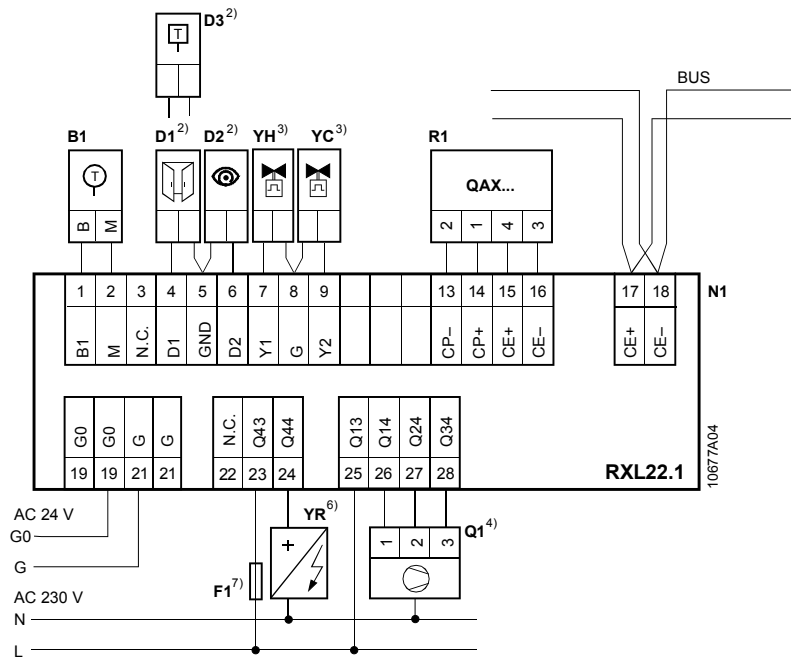 D3 2)
T
BUS
B1 D1 2) D2 2) YH 3) YC 3) R1
T
QAX...
B M 2 1 4 3
1 2 3 4 5 6 7 8 9 13 14 15 16 17 18 N1
B1 M N.C. D1 GND D2 Y1 G Y2 CP– CP+ CE+ CE– CE+ CE–
G0 G0 G G N.C. Q43 Q44 Q13 Q14 Q24 Q34
19 19 21 21 22 23 24 25 26 27 28 RXL22.1
10677A04
AC 24 V
G0
YR 6)
+
1 2 3 Q1 4)
G
F1 7)
AC 230 V
N
L